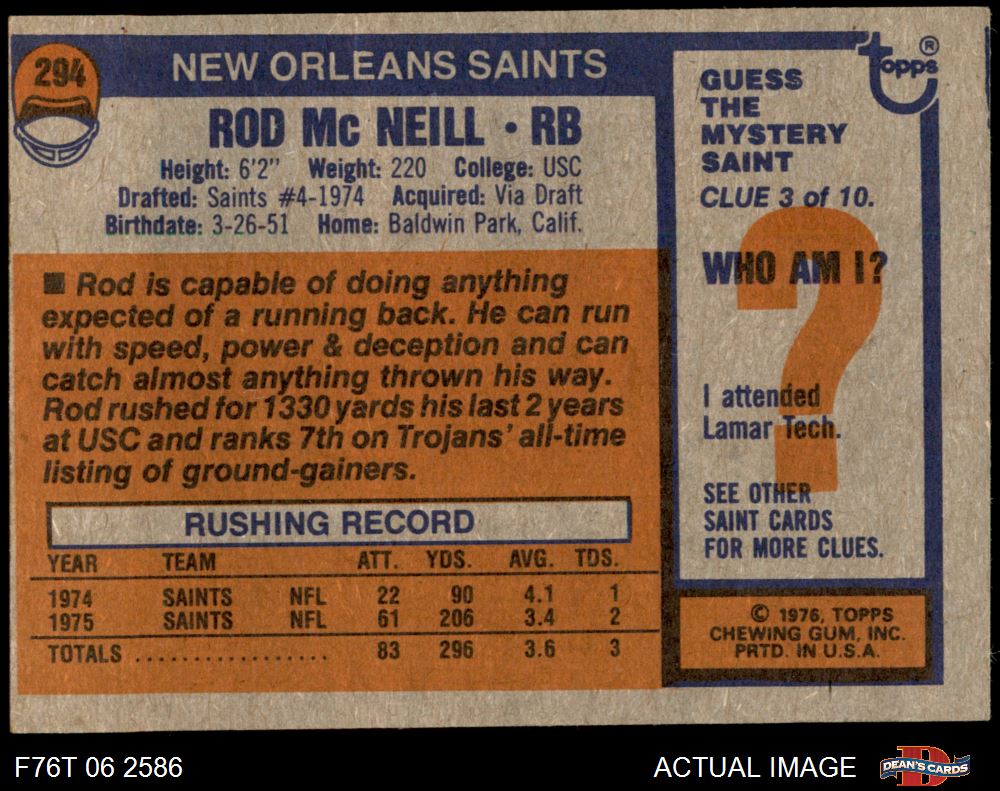 294
NEW ORLEANS SAINTS
ROD Mc NEILL • RB
Height: 6'2" Weight: 220 College: USC
Drafted: Saints #4-1974 Acquired: Via Draft
Birthdate: 3-26-51 Home: Baldwin Park, Calif.
■ Rod is capable of doing anything
expected of a running back. He can run
with speed, power & deception and can
catch almost anything thrown his way.
Rod rushed for 1330 yards his last 2 years
at USC and ranks 7th on Trojans' all-time
listing of ground-gainers.
RUSHING RECORD
YEAR TEAM ATT. YDS. AVG. TDS.
1974 SAINTS NFL 22 90 4.1 1
1975 SAINTS NFL 61 206 3.4 2
TOTALS .................. 83 296 3.6 3
topps ®
GUESS
THE
MYSTERY
SAINT
CLUE 3 of 10.
?
WHO AM I?
I attended
Lamar Tech.
SEE OTHER
SAINT CARDS
FOR MORE CLUES.
© 1976, TOPPS
CHEWING GUM, INC.
PRTD. IN U.S.A.
F76T 06 2586
ACTUAL IMAGE
D
DEAN'S CARDS